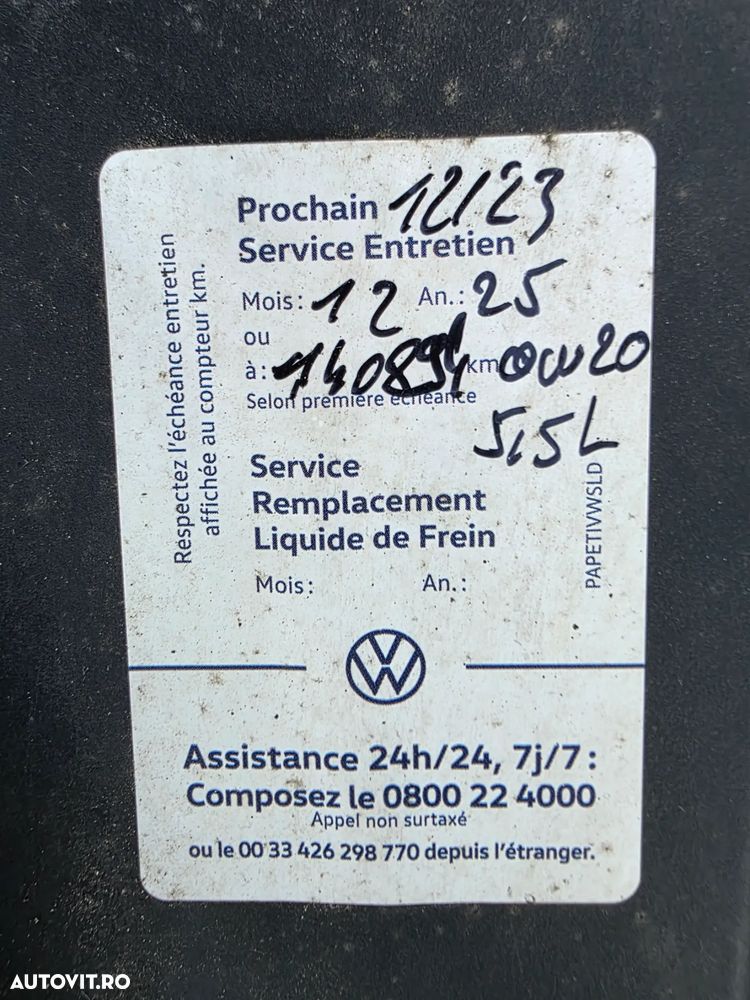 Prochain 12/23
Service Entretien
Mois: 12 An.: 25
ou
à: km 0W20
Selon première échéance
5,5L
Service
Remplacement
Liquide de Frein
Mois: An.:
Respectez l'échéance entretien
affichée au compteur km.
PAPETIVWSLD
Assistance 24h/24, 7j/7 :
Composez le 0800 22 4000
Appel non surtaxé
ou le 00 33 426 298 770 depuis l'étranger.
AUTOVIT.RO